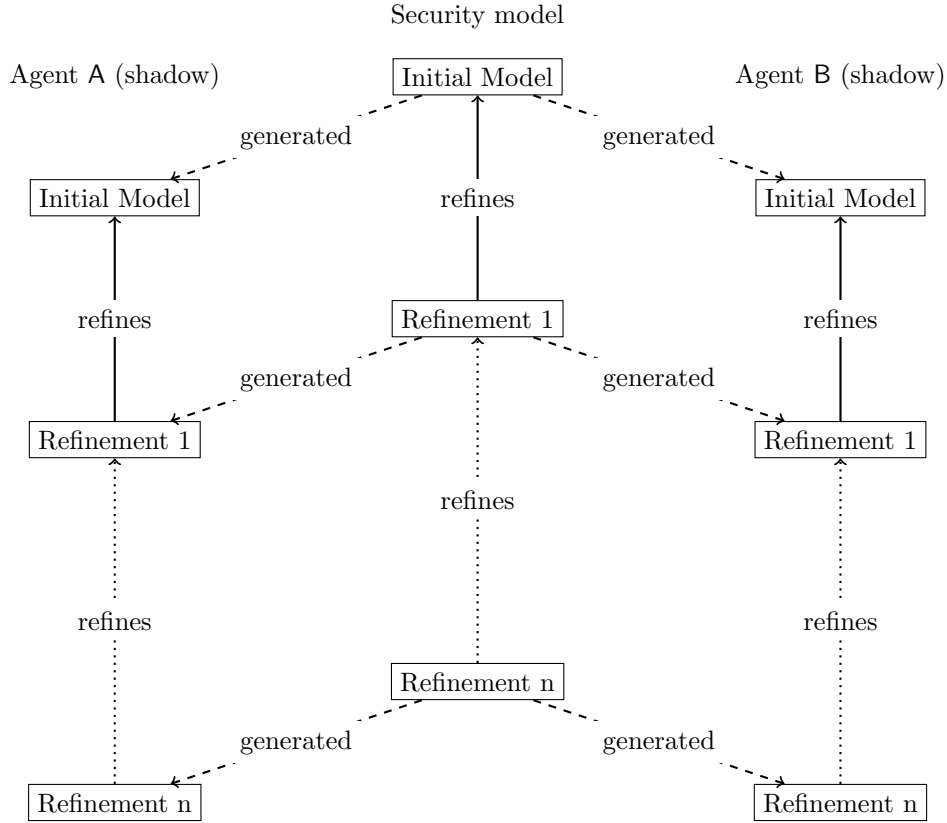 Security model
Agent A (shadow)
Initial Model
Agent B (shadow)
generated
generated
Initial Model
refines
Initial Model
refines
Refinement 1
refines
generated
generated
Refinement 1
Refinement 1
refines
refines
refines
Refinement n
generated
generated
Refinement n
Refinement n